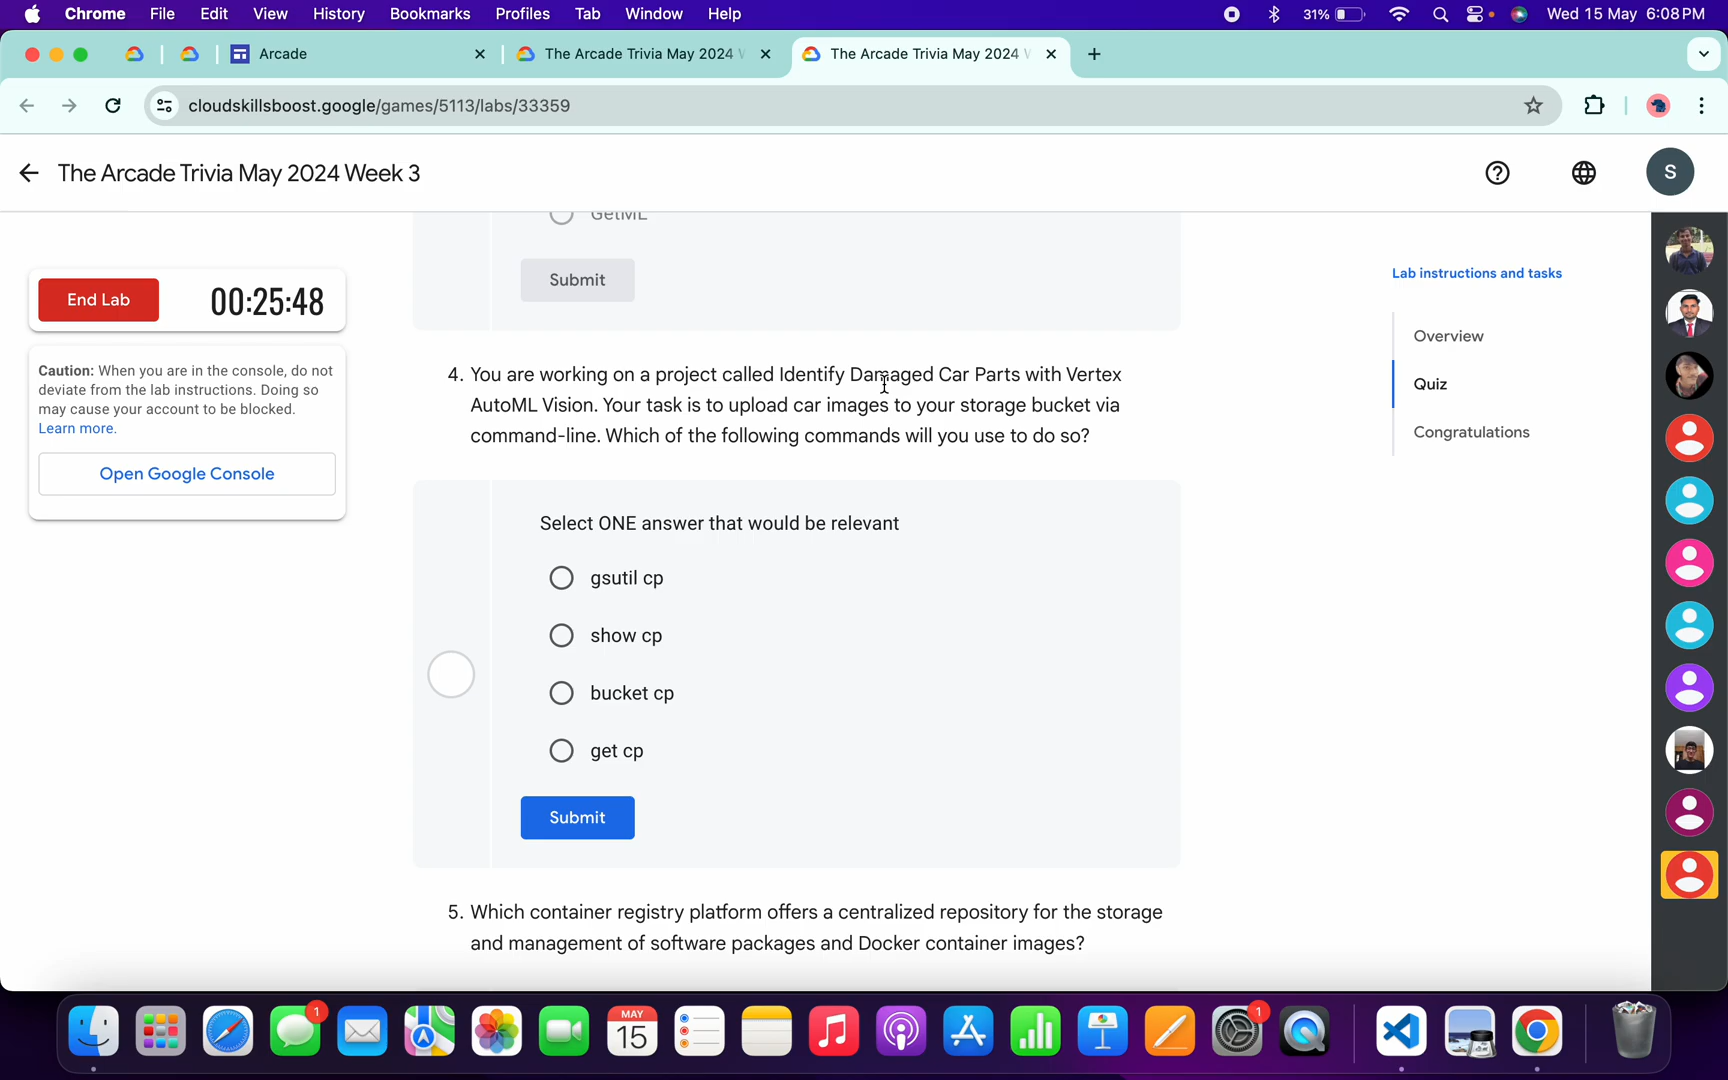 Chrome File Edit View History Bookmarks Profiles Tab Window Help 31% Wed 15 May 6:08 PM
Arcade The Arcade Trivia May 2024 The Arcade Trivia May 2024
cloudskillsboost.google/games/5113/labs/33359
The Arcade Trivia May 2024 Week 3
S
GetML
Submit
End Lab 00:25:48
Caution: When you are in the console, do not
deviate from the lab instructions. Doing so
may cause your account to be blocked.
Learn more.
Open Google Console
4. You are working on a project called Identify Damaged Car Parts with Vertex
AutoML Vision. Your task is to upload car images to your storage bucket via
command-line. Which of the following commands will you use to do so?
Select ONE answer that would be relevant
gsutil cp
show cp
bucket cp
get cp
Submit
5. Which container registry platform offers a centralized repository for the storage
and management of software packages and Docker container images?
Lab instructions and tasks
Overview
Quiz
Congratulations
1
MAY
15
1